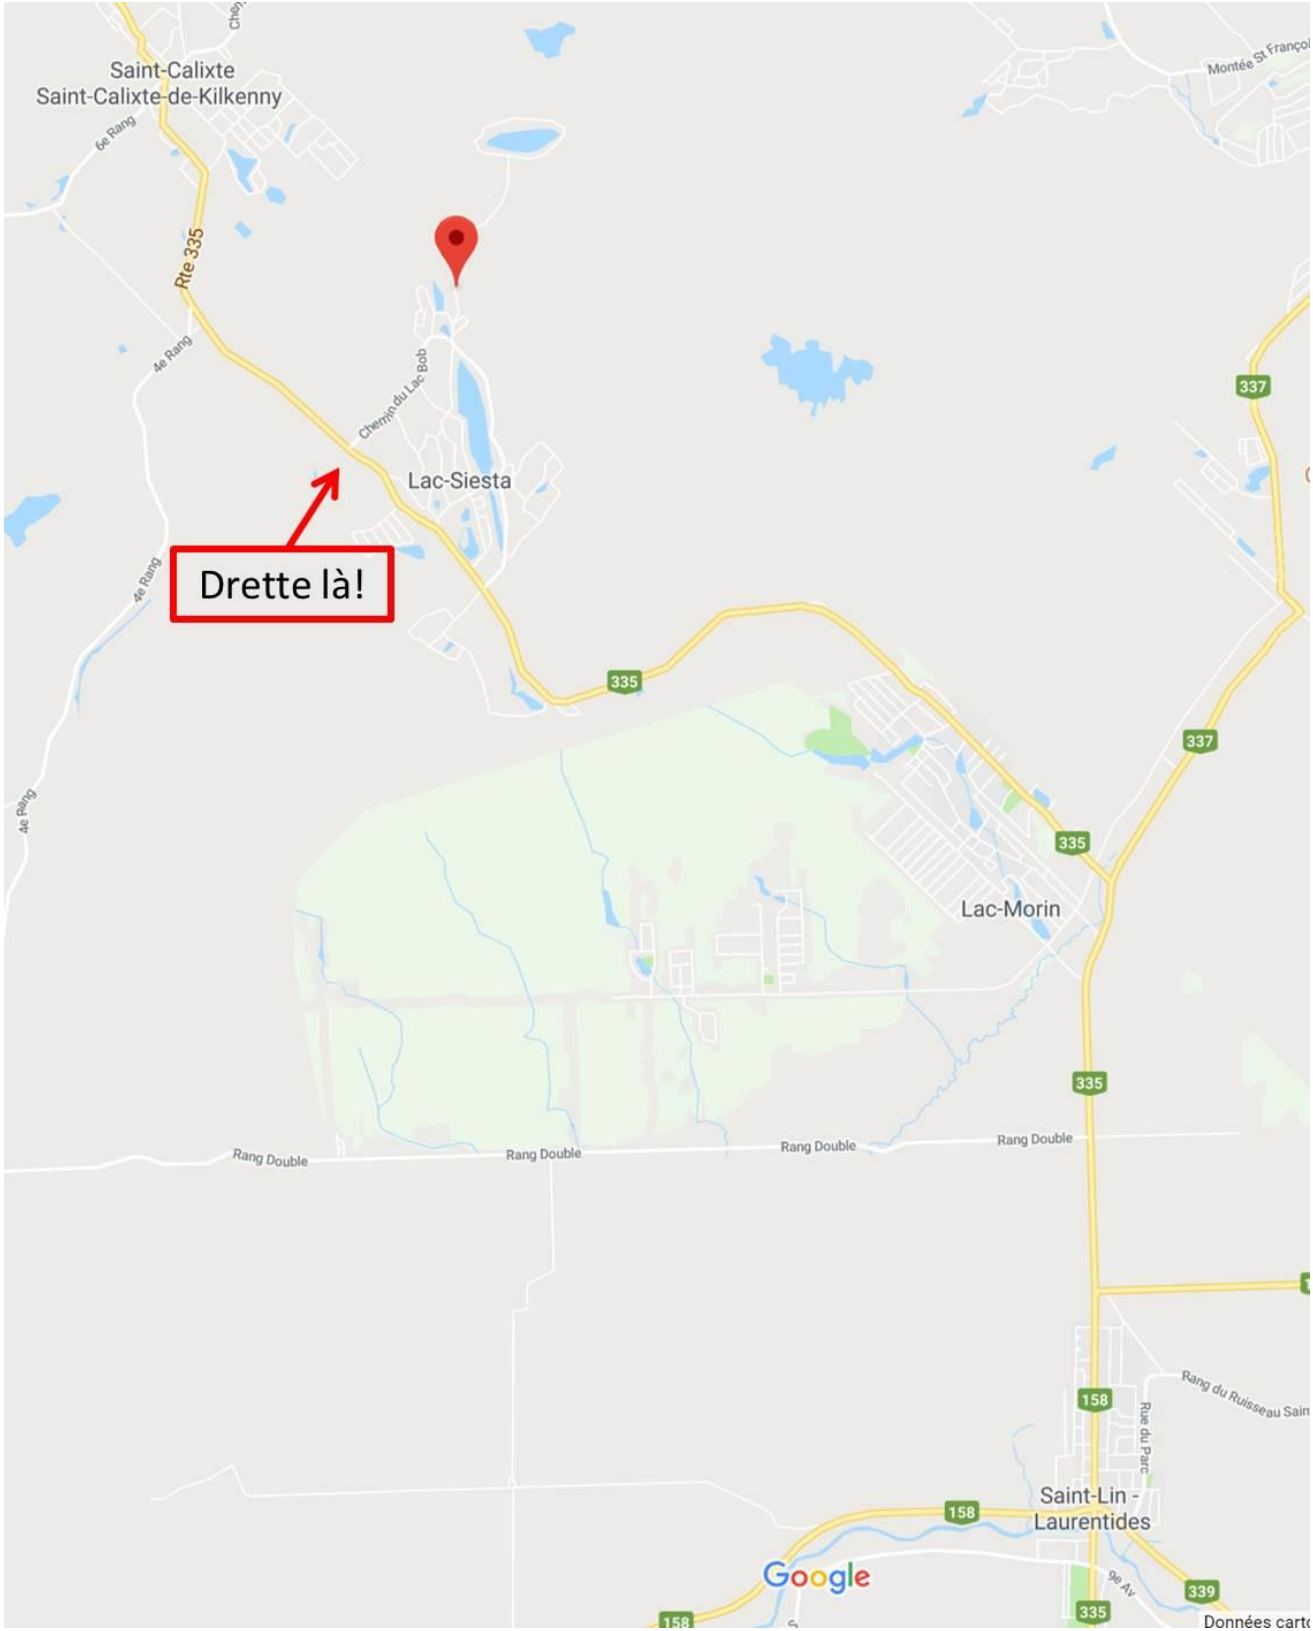 Chem
Montée St Françoi
Saint-Calixte
Saint-Calixte-de-Kilkenny
6e Rang
Rte 335
4e Rang
Chemin du Lac Bob
337
Lac-Siesta
Drette là!
4e Rang
335
337
4e Rang
335
Lac-Morin
335
Rang Double
Rang Double
Rang Double
Rang Double
158
Rang du Ruisseau Sain
Rue du Parc
Saint-Lin -
Laurentides
158
Google
9e Av
339
158
335
Données carto